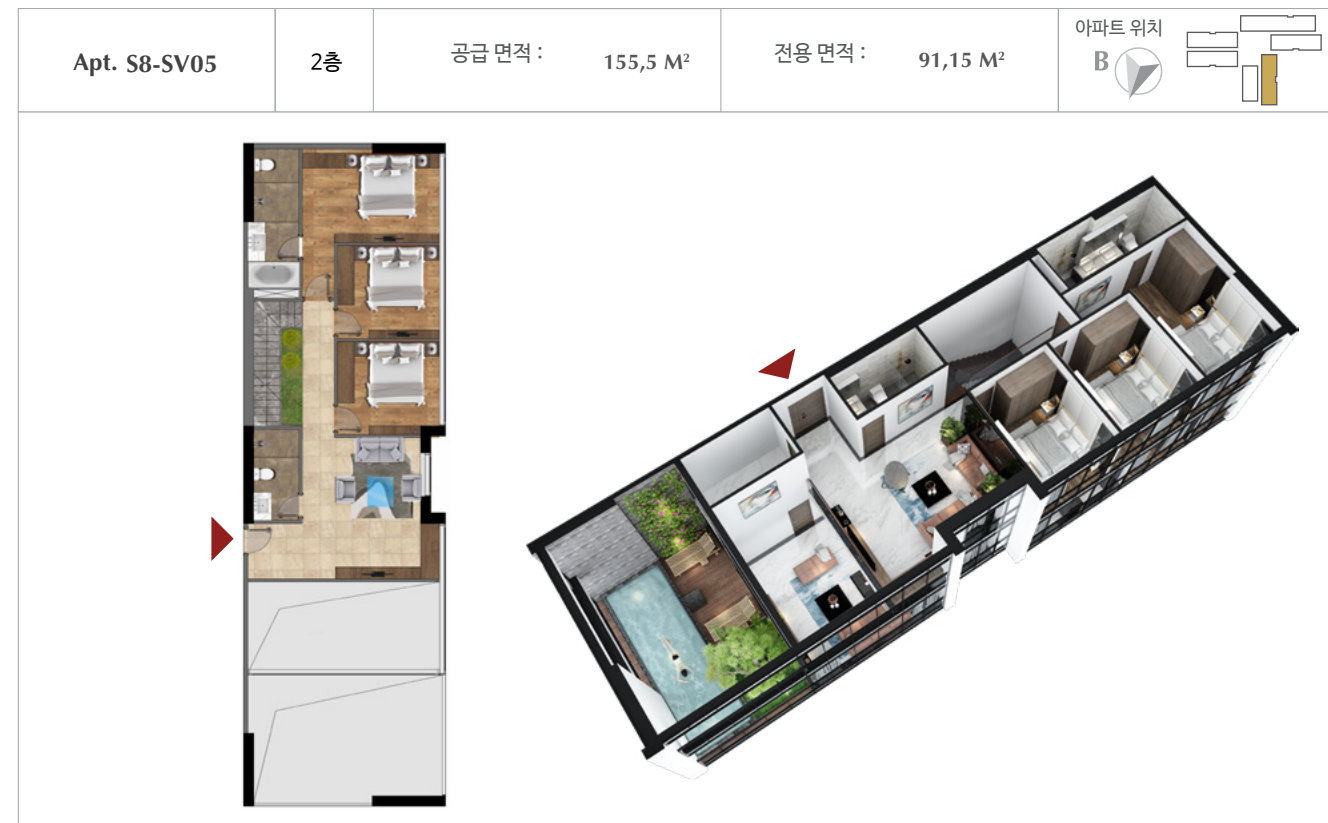 Apt. S8-SV05
2층
공급 면적 :
155,5 M²
전용 면적 :
91,15 M²
아파트 위치
B